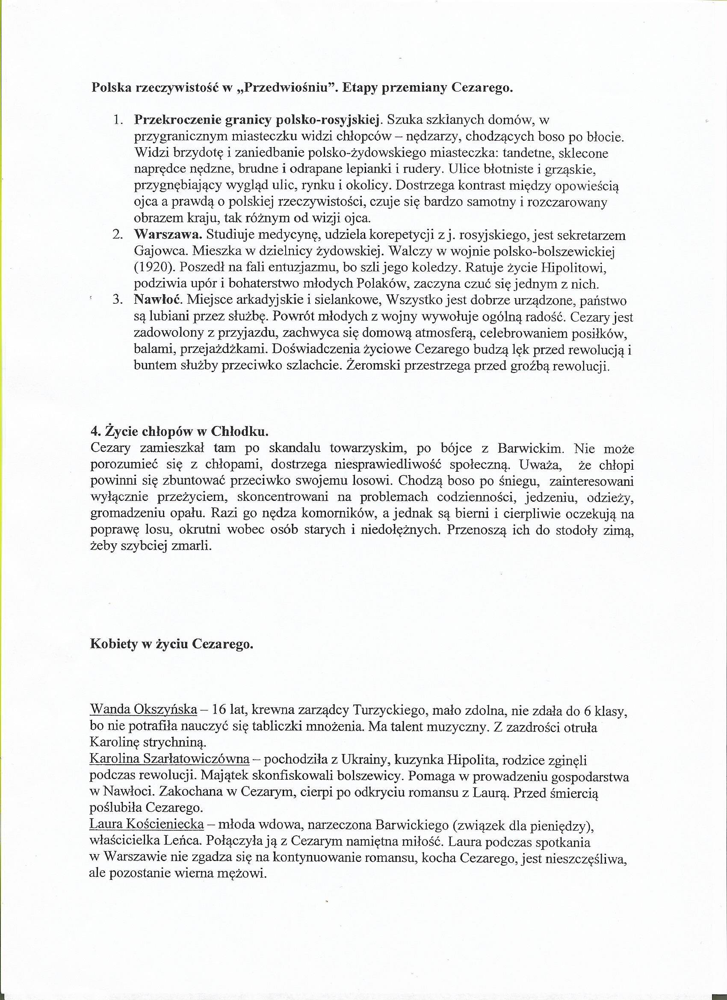 Polska rzeczywistość w „Przedwiośniu”. Etapy przemiany Cezarego.
1. Przekroczenie granicy polsko-rosyjskiej. Szuka szklanych domów, w
przygranicznym miasteczku widzi chłopców – nędzarzy, chodzących boso po błocie.
Widzi brzydotę i zaniedbanie polsko-żydowskiego miasteczka: tandetne, sklecone
naprędce nędzne, brudne i odrapane lepianki i rudery. Ulice błotniste i grząskie,
przygnębiający wygląd ulic, rynku i okolicy. Dostrzega kontrast między opowieścią
ojca a prawdą o polskiej rzeczywistości, czuje się bardzo samotny i rozczarowany
obrazem kraju, tak różnym od wizji ojca.
2. Warszawa. Studiuje medycynę, udziela korepetycji z j. rosyjskiego, jest sekretarzem
Gajowca. Mieszka w dzielnicy żydowskiej. Walczy w wojnie polsko-bolszewickiej
(1920). Poszedł na fali entuzjazmu, bo szli jego koledzy. Ratuje życie Hipolitowi,
podziwia upór i bohaterstwo młodych Polaków, zaczyna czuć się jednym z nich.
3. Nawłoć. Miejsce arkadyjskie i sielankowe, Wszystko jest dobrze urządzone, państwo
są lubiani przez służbę. Powrót młodych z wojny wywołuje ogólną radość. Cezary jest
zadowolony z przyjazdu, zachwyca się domową atmosferą, celebrowaniem posiłków,
balami, przejażdżkami. Doświadczenia życiowe Cezarego budzą lęk przed rewolucją i
buntem służby przeciwko szlachcie. Żeromski przestrzega przed groźbą rewolucji.
4. Życie chłopów w Chłodku.
Cezary zamieszkał tam po skandalu towarzyskim, po bójce z Barwickim. Nie może
porozumieć się z chłopami, dostrzega niesprawiedliwość społeczną. Uważa, że chłopi
powinni się zbuntować przeciwko swojemu losowi. Chodzą boso po śniegu, zainteresowani
wyłącznie przeżyciem, skoncentrowani na problemach codzienności, jedzeniu, odzieży,
gromadzeniu opału. Razi go nędza komorników, a jednak są bierni i cierpliwie oczekują na
poprawę losu, okrutni wobec osób starych i niedołężnych. Przenoszą ich do stodoły zimą,
żeby szybciej zmarli.
Kobiety w życiu Cezarego.
Wanda Okszyńska – 16 lat, krewna zarządcy Turzyckiego, mało zdolna, nie zdała do 6 klasy,
bo nie potrafiła nauczyć się tabliczki mnożenia. Ma talent muzyczny. Z zazdrości otruła
Karolinę strychniną.
Karolina Szarłatowiczówna – pochodziła z Ukrainy, kuzynka Hipolita, rodzice zginęli
podczas rewolucji. Majątek skonfiskowali bolszewicy. Pomaga w prowadzeniu gospodarstwa
w Nawłoci. Zakochana w Cezarym, cierpi po odkryciu romansu z Laurą. Przed śmiercią
poślubiła Cezarego.
Laura Kościeniecka – młoda wdowa, narzeczona Barwickiego (związek dla pieniędzy),
właścicielka Leńca. Połączyła ją z Cezarym namiętna miłość. Laura podczas spotkania
w Warszawie nie zgadza się na kontynuowanie romansu, kocha Cezarego, jest nieszczęśliwa,
ale pozostanie wierna mężowi.